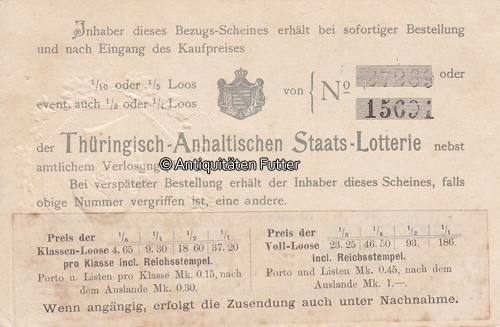 Inhaber dieses Bezugs-Scheines erhält bei sofortiger Bestellung
und nach Eingang des Kaufpreises
1/10 oder 1/5 Loos
event. auch 1/2 oder 1/1 Loos
von { No oder
15691
der Thüringisch-Anhaltischen Staats-Lotterie nebst
amtlichem Verlosung
© Antiquitäten Futter
Bei verspäteter Bestellung erhält der Inhaber dieses Scheines, falls
obige Nummer vergriffen ist, eine andere.
Preis der 1/8 1/4 1/2 1/1
Klassen-Loose 4.65 9.30 18 60 37.20
pro Klasse incl. Reichsstempel.
Porto u. Listen pro Klasse Mk. 0.15, nach
dem Auslande Mk. 0.30.
Preis der 1/8 1/4 1/2 1/1
Voll-Loose 23.25 46.50 93. 186.
incl. Reichsstempel.
Porto und Listen Mk. 0.45, nach dem
Auslande Mk. 1.—.
Wenn angängig, erfolgt die Zusendung auch unter Nachnahme.